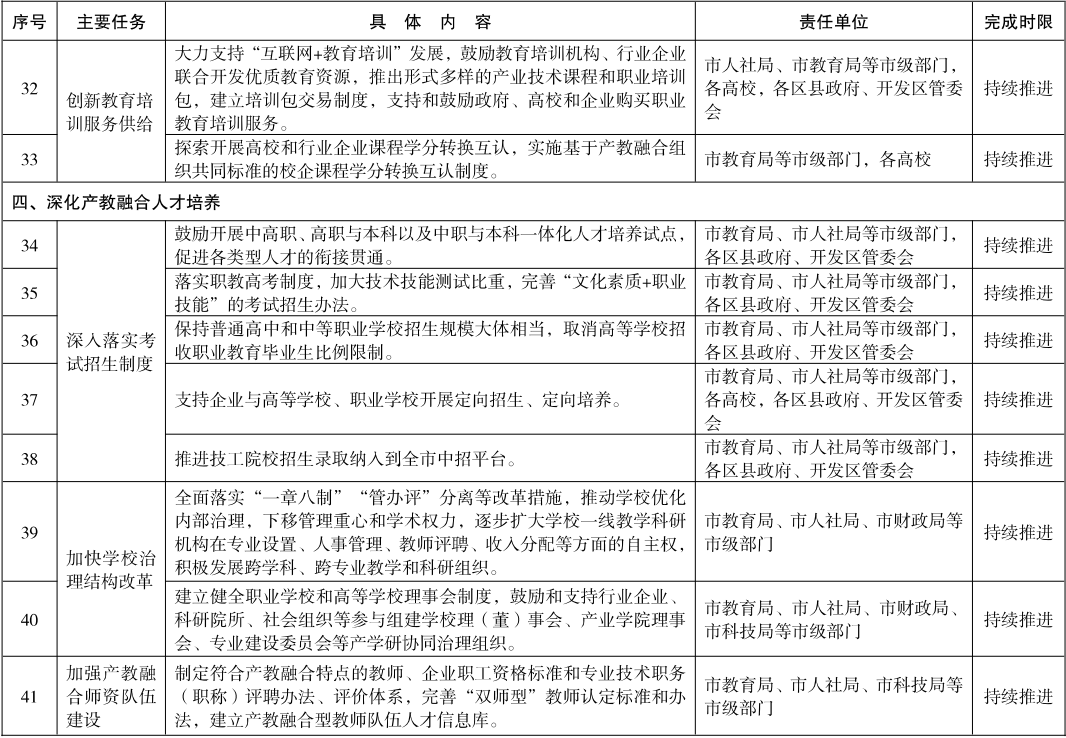 序号 主要任务 具体内容 责任单位 完成时限
32
创新教育培
训服务供给
大力支持“互联网+教育培训”发展，鼓励教育培训机构、行业企业
联合开发优质教育资源，推出形式多样的产业技术课程和职业培训
包，建立培训包交易制度，支持和鼓励政府、高校和企业购买职业
教育培训服务。
市人社局、市教育局等市级部门，
各高校，各区县政府、开发区管委
会
持续推进
33
探索开展高校和行业企业课程学分转换互认，实施基于产教融合组
织共同标准的校企课程学分转换互认制度。
市教育局等市级部门，各高校
持续推进
四、深化产教融合人才培养
34
深入落实考
试招生制度
鼓励开展中高职、高职与本科以及中职与本科一体化人才培养试点，
促进各类型人才的衔接贯通。
市教育局、市人社局等市级部门，
各区县政府、开发区管委会
持续推进
35
落实职教高考制度，加大技术技能测试比重，完善“文化素质+职业
技能”的考试招生办法。
市教育局、市人社局等市级部门，
各区县政府、开发区管委会
持续推进
36
保持普通高中和中等职业学校招生规模大体相当，取消高等学校招
收职业教育毕业生比例限制。
市教育局、市人社局等市级部门，
各区县政府、开发区管委会
持续推进
37
支持企业与高等学校、职业学校开展定向招生、定向培养。
市教育局、市人社局等市级部门，
各高校，各区县政府、开发区管委
会
持续推进
38
推进技工院校招生录取纳入到全市中招平台。
市教育局、市人社局等市级部门，
各区县政府、开发区管委会
持续推进
39
加快学校治
理结构改革
全面落实“一章八制”“管办评”分离等改革措施，推动学校优化
内部治理，下移管理重心和学术权力，逐步扩大学校一线教学科研
机构在专业设置、人事管理、教师评聘、收入分配等方面的自主权，
积极发展跨学科、跨专业教学和科研组织。
市教育局、市人社局、市财政局等
市级部门
持续推进
40
建立健全职业学校和高等学校理事会制度，鼓励和支持行业企业、
科研院所、社会组织等参与组建学校理（董）事会、产业学院理事
会、专业建设委员会等产学研协同治理组织。
市教育局、市人社局、市财政局、
市科技局等市级部门
持续推进
41
加强产教融
合师资队伍
建设
制定符合产教融合特点的教师、企业职工资格标准和专业技术职务
（职称）评聘办法、评价体系，完善“双师型”教师认定标准和办
法，建立产教融合型教师队伍人才信息库。
市教育局、市人社局、市科技局等
市级部门
持续推进